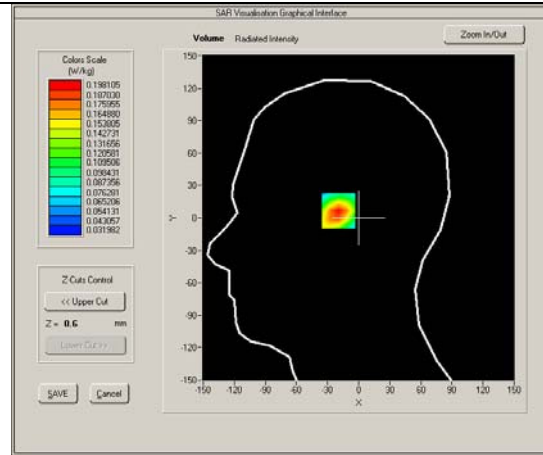 SAR Visualisation Graphical Interface
Volume Radiated Intensity
Zoom In/Out
Colors Scale
(W/kg)
0.198105
0.187030
0.175955
0.164880
0.153805
0.142731
0.131656
0.120581
0.109506
0.098431
0.087356
0.076281
0.065206
0.054131
0.043057
0.031982
Z Cuts Control
<< Upper Cut
Z = 0.6 mm
Lower Cut >>
SAVE Cancel
Y
150-
120-
90-
60-
30-
0-
-30-
-60-
-90-
-120-
-150-
-150 -120 -90 -60 -30 0 30 60 90 120 150
X